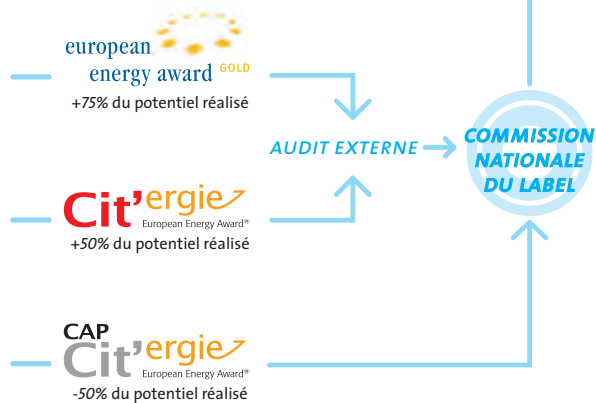 european
energy award GOLD
+75% du potentiel réalisé
AUDIT EXTERNE
COMMISSION
NATIONALE
DU LABEL
Cit'ergie
European Energy Award®
+50% du potentiel réalisé
CAP
Cit'ergie
European Energy Award®
-50% du potentiel réalisé